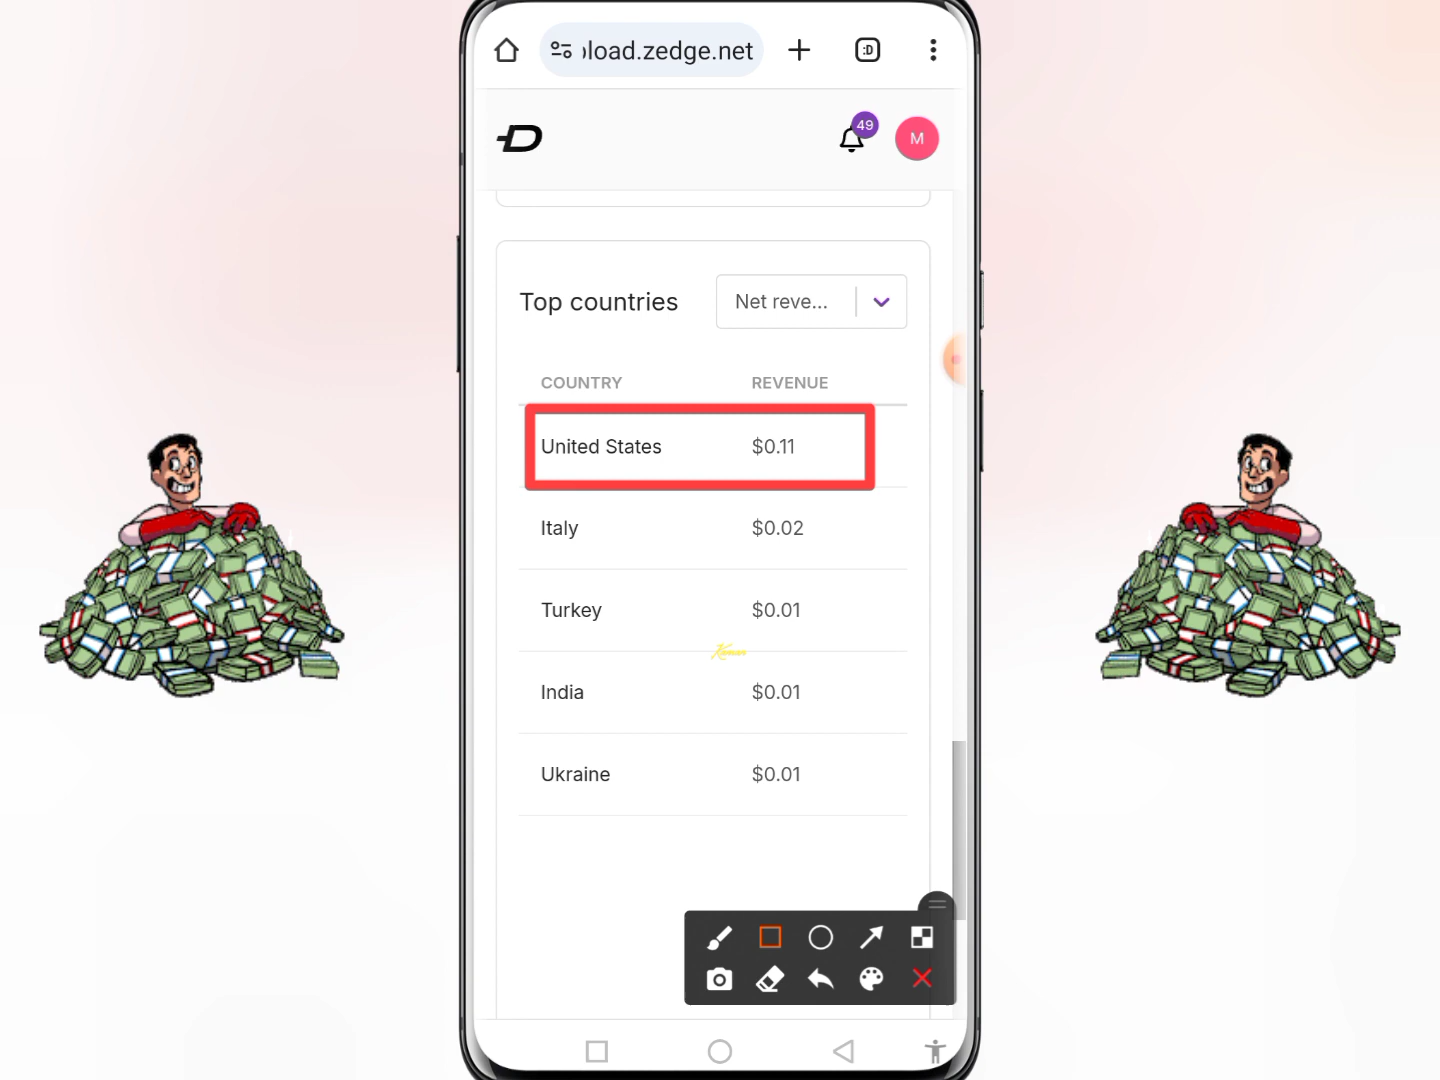 load.zedge.net
:D
49
M
Top countries
Net reve...
COUNTRY REVENUE
United States $0.11
Italy $0.02
Turkey $0.01
India $0.01
Ukraine $0.01